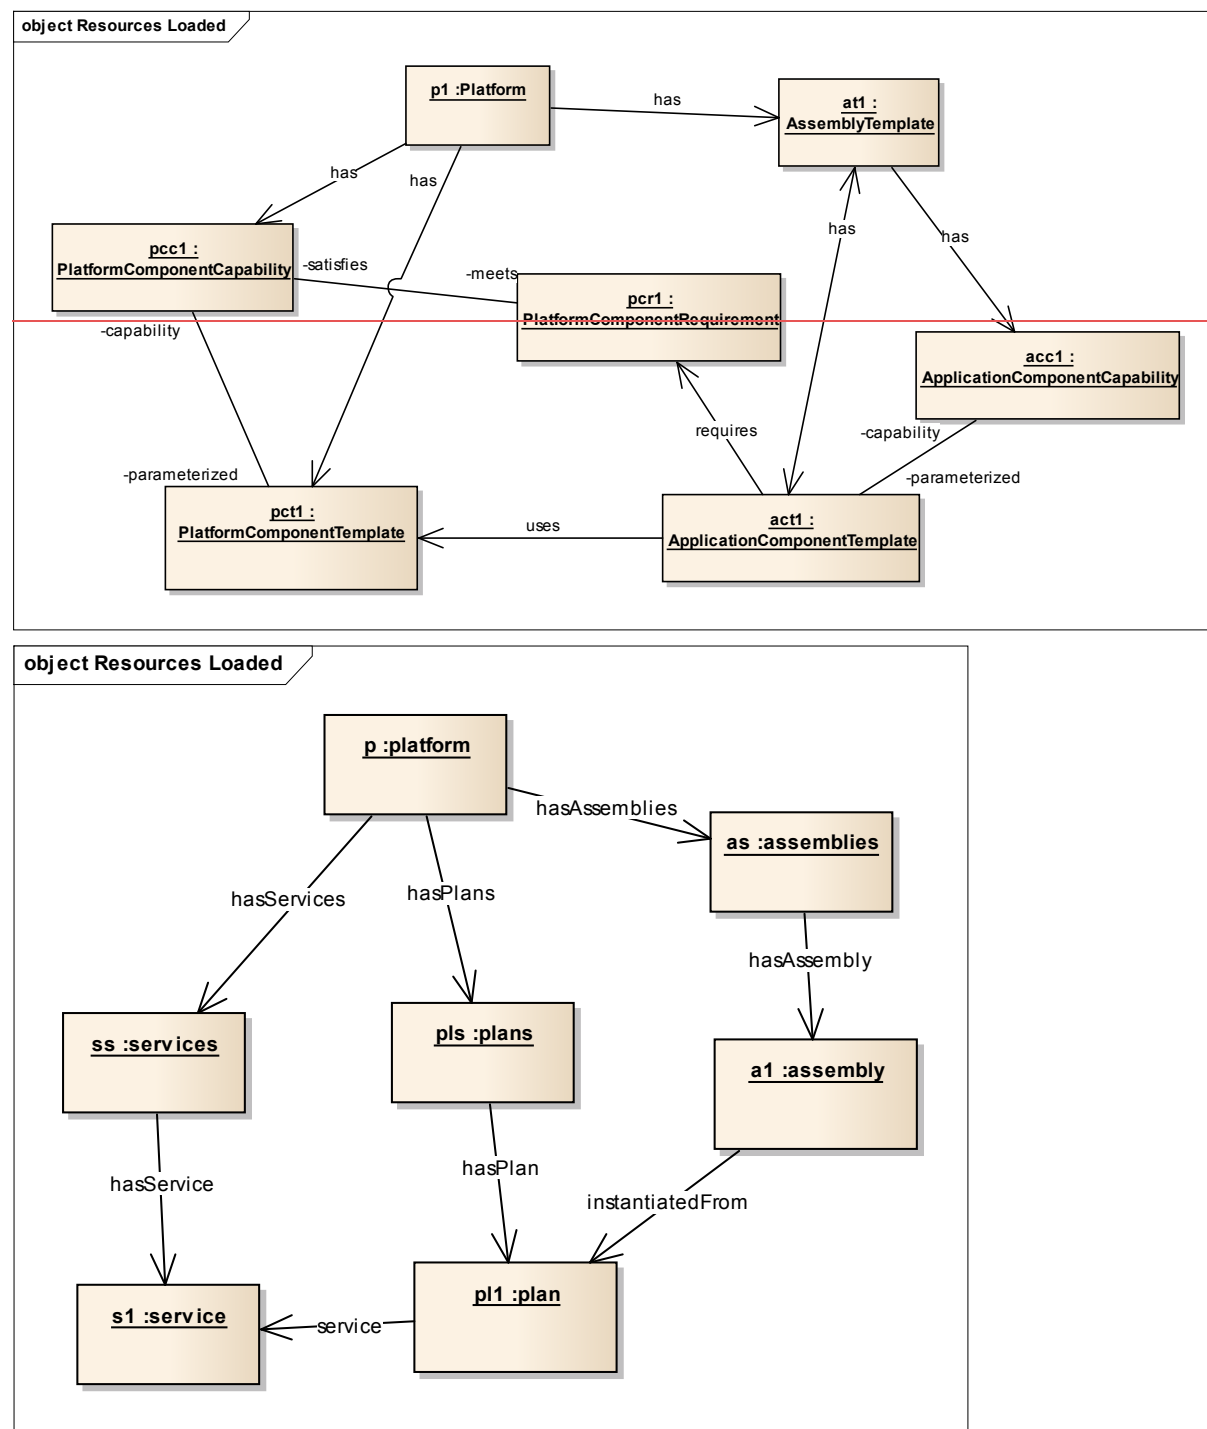 object Resources Loaded
p1 :Platform
has
at1 :
AssemblyTemplate
has
has
has
has
pcc1 :
PlatformComponentCapability
-satisfies
-meets
pcr1 :
PlatformComponentRequirement
-capability
acc1 :
ApplicationComponentCapability
requires
-capability
-parameterized
-parameterized
pct1 :
PlatformComponentTemplate
uses
act1 :
ApplicationComponentTemplate
object Resources Loaded
p :platform
hasAssemblies
as :assemblies
hasServices
hasPlans
hasAssembly
ss :services
pls :plans
a1 :assembly
hasService
hasPlan
instantiatedFrom
s1 :service
service
pl1 :plan